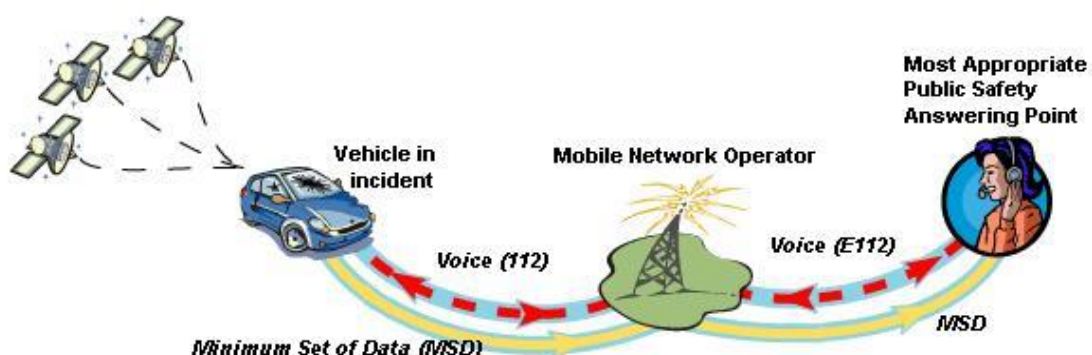 Most Appropriate
Public Safety
Answering Point
Vehicle in
incident
Mobile Network Operator
Voice (112)
Voice (E112)
MSD
Minimum Set of Data (MSD)